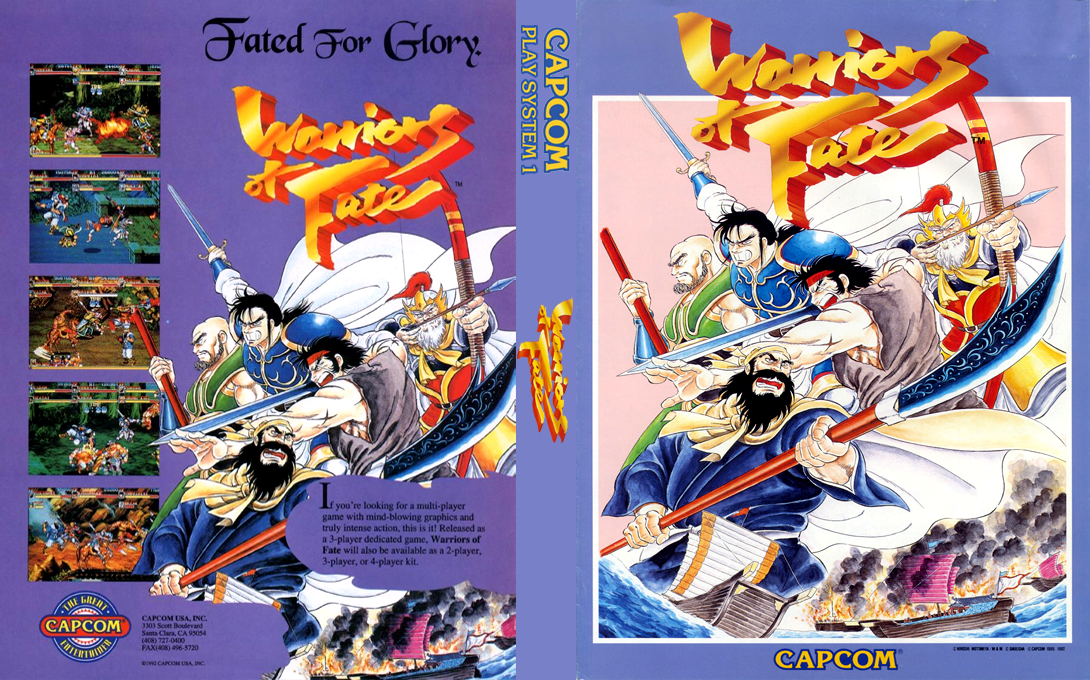 Fated For Glory.
Warriors
of
Fate
TM
If you're looking for a multi-player
game with mind-blowing graphics and
truly intense action, this is it! Released as
a 3-player dedicated game, Warriors of
Fate will also be available as a 2-player,
3-player, or 4-player kit.
THE GREAT
CAPCOM
ENTERTAINER
CAPCOM USA, INC.
3303 Scott Boulevard
Santa Clara, CA 95054
(408) 727-0400
FAX(408) 496-5720
©1992 CAPCOM USA, INC.
CAPCOM
PLAY SYSTEM 1
Warriors
of
Fate
Warriors
of
Fate
TM
CAPCOM®